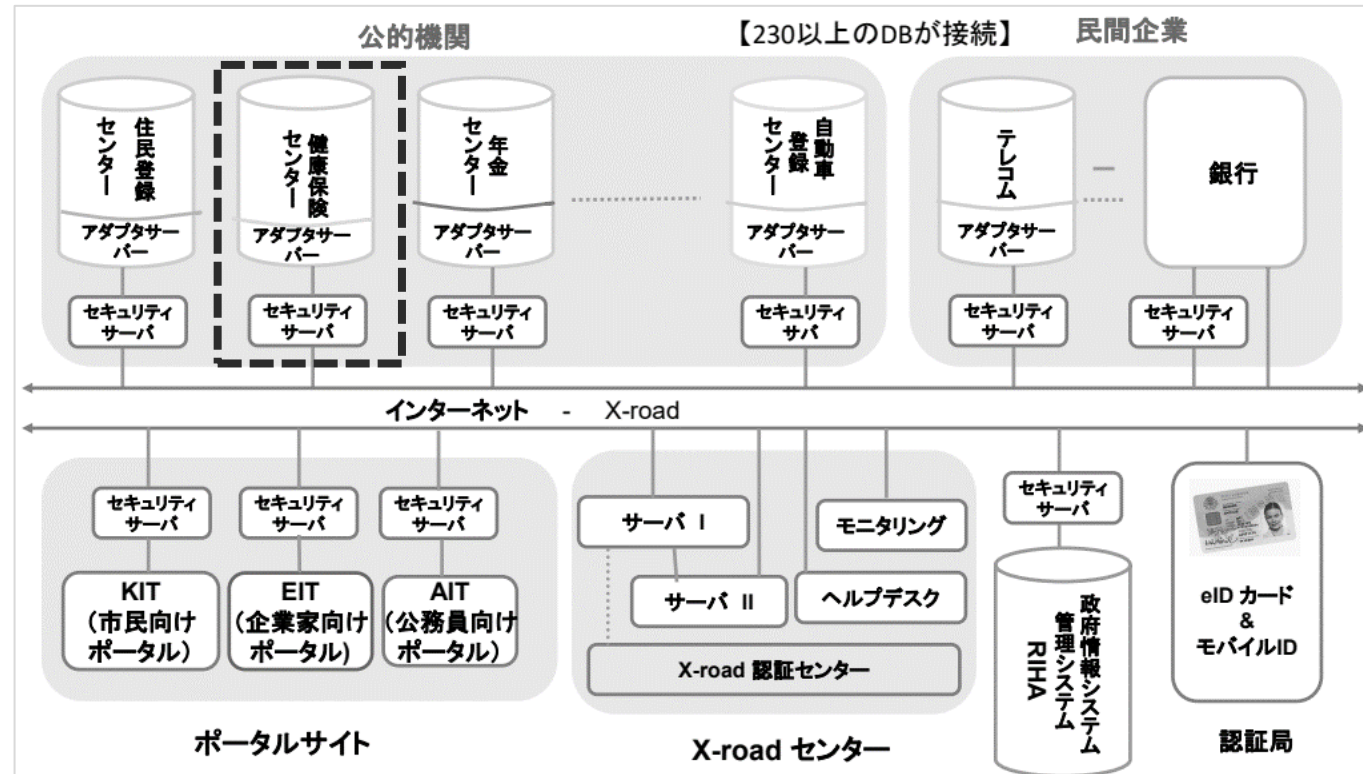 公的機関
【230以上のDBが接続】
民間企業
住民登録
センター
アダプタサー
バー
セキュリティ
サーバ
健康保険
センター
アダプタサー
バー
セキュリティ
サーバ
年金
センター
アダプタサー
バー
セキュリティ
サーバ
自動車
登録
センター
アダプタサー
バー
セキュリティ
サバ
テレコム
アダプタサー
バー
セキュリティ
サーバ
銀行
セキュリティ
サーバ
インターネット - X-road
セキュリティ
サーバ
KIT
(市民向け
ポータル)
セキュリティ
サーバ
EIT
(企業家向け
ポータル)
セキュリティ
サーバ
AIT
(公務員向け
ポータル)
ポータルサイト
サーバ I
サーバ II
モニタリング
ヘルプデスク
X-road 認証センター
X-road センター
セキュリティ
サーバ
政府情報システム
管理システム
RIHA
eID カード
&
モバイルID
認証局